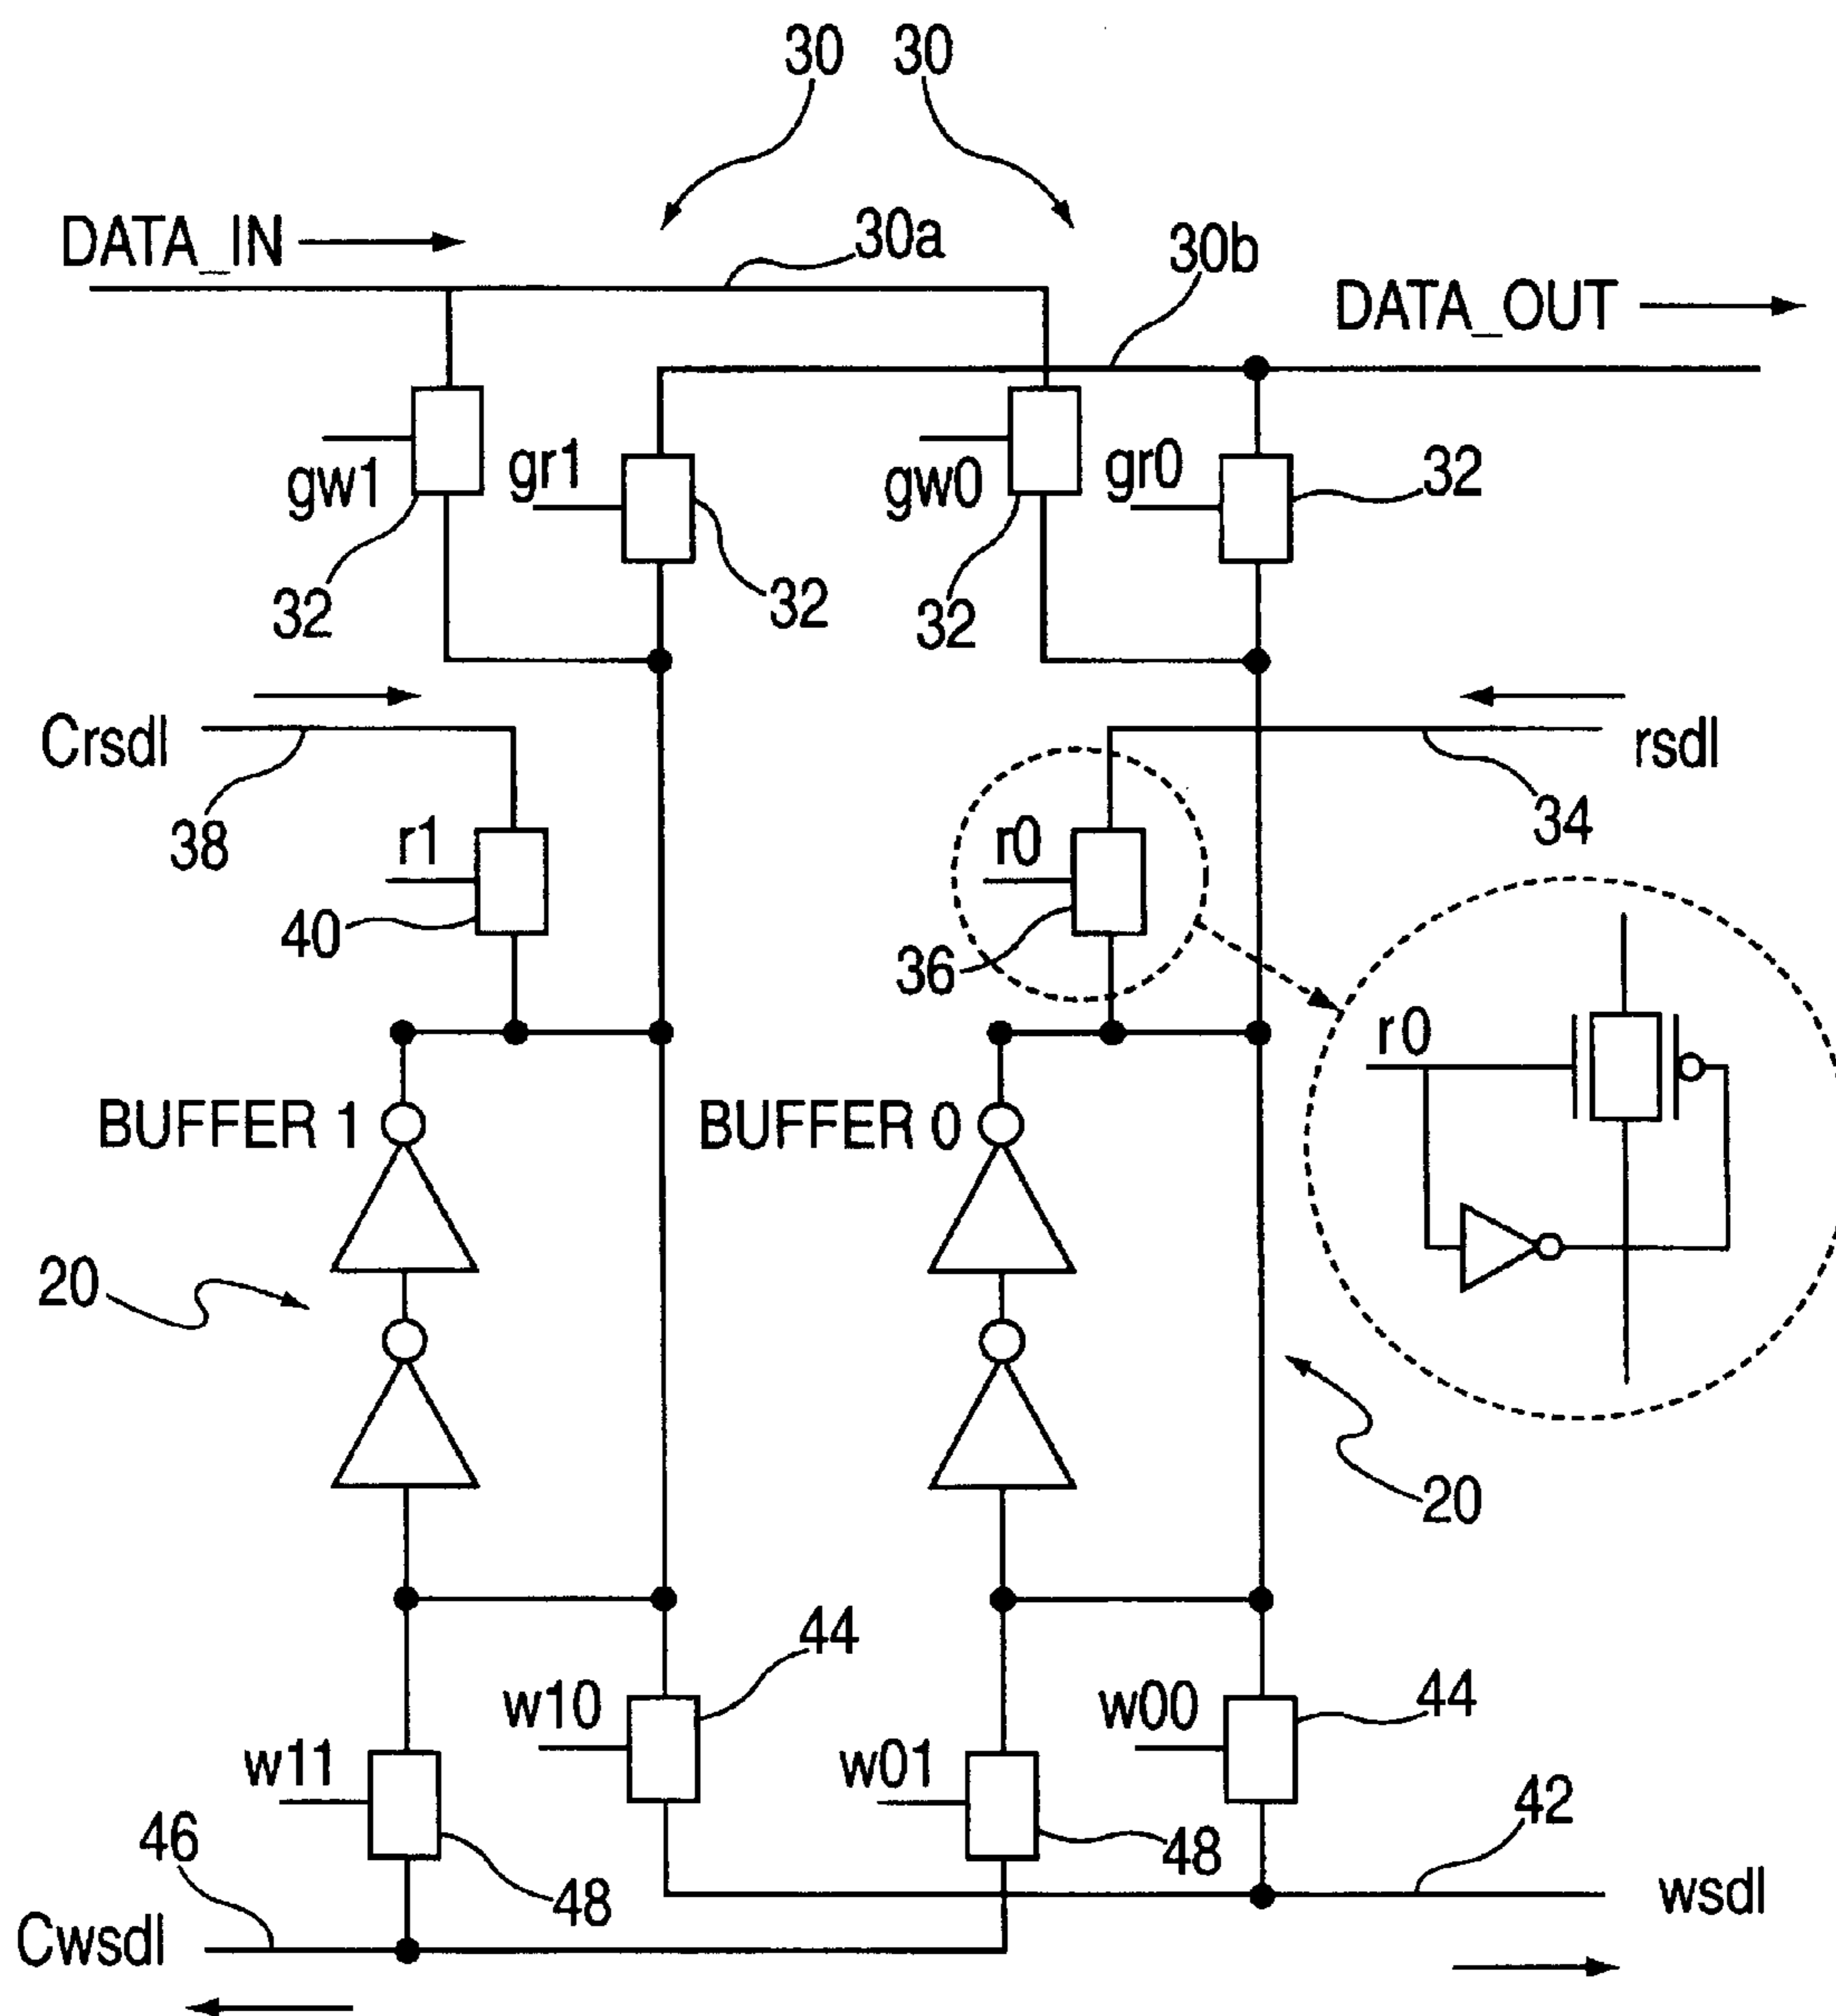 30 30
DATA_IN 30a 30b
DATA_OUT
gw1 gr1 gw0 gr0 32
32 32 32
Crsdl rsdl
38 r1 r0 34
40 36
r0
BUFFER 1 BUFFER 0
20
20
44
w10 w00 44
w11 w01 42
46 48
48 wsdl
Cwsdl